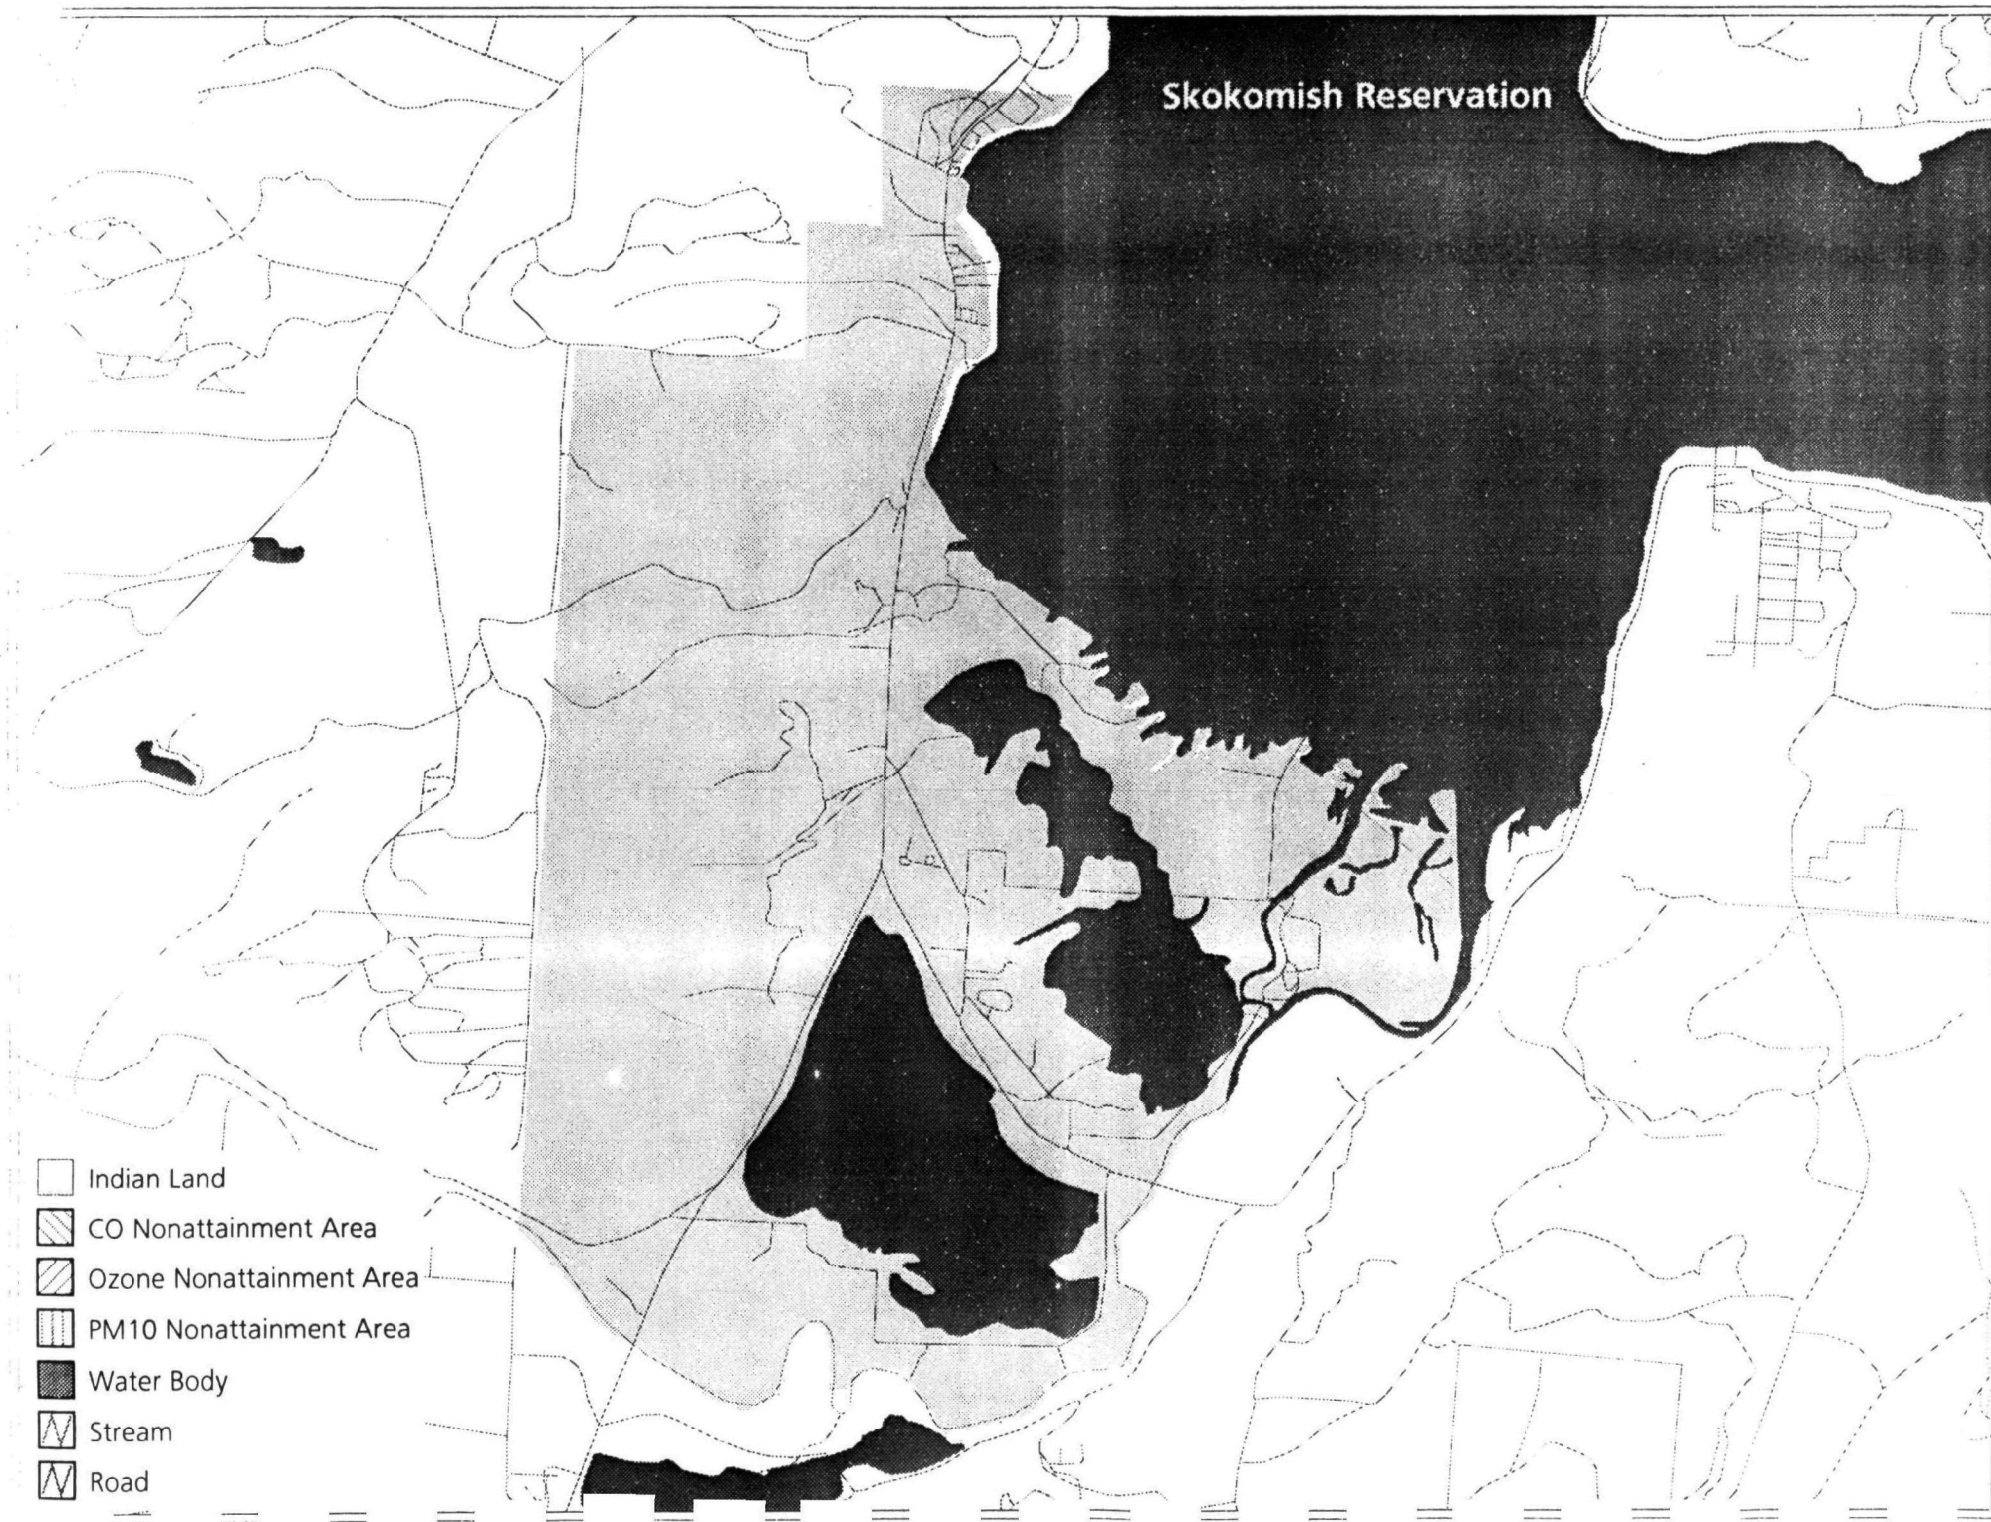 Skokomish Reservation
Indian Land
CO Nonattainment Area
Ozone Nonattainment Area
PM10 Nonattainment Area
Water Body
Stream
Road